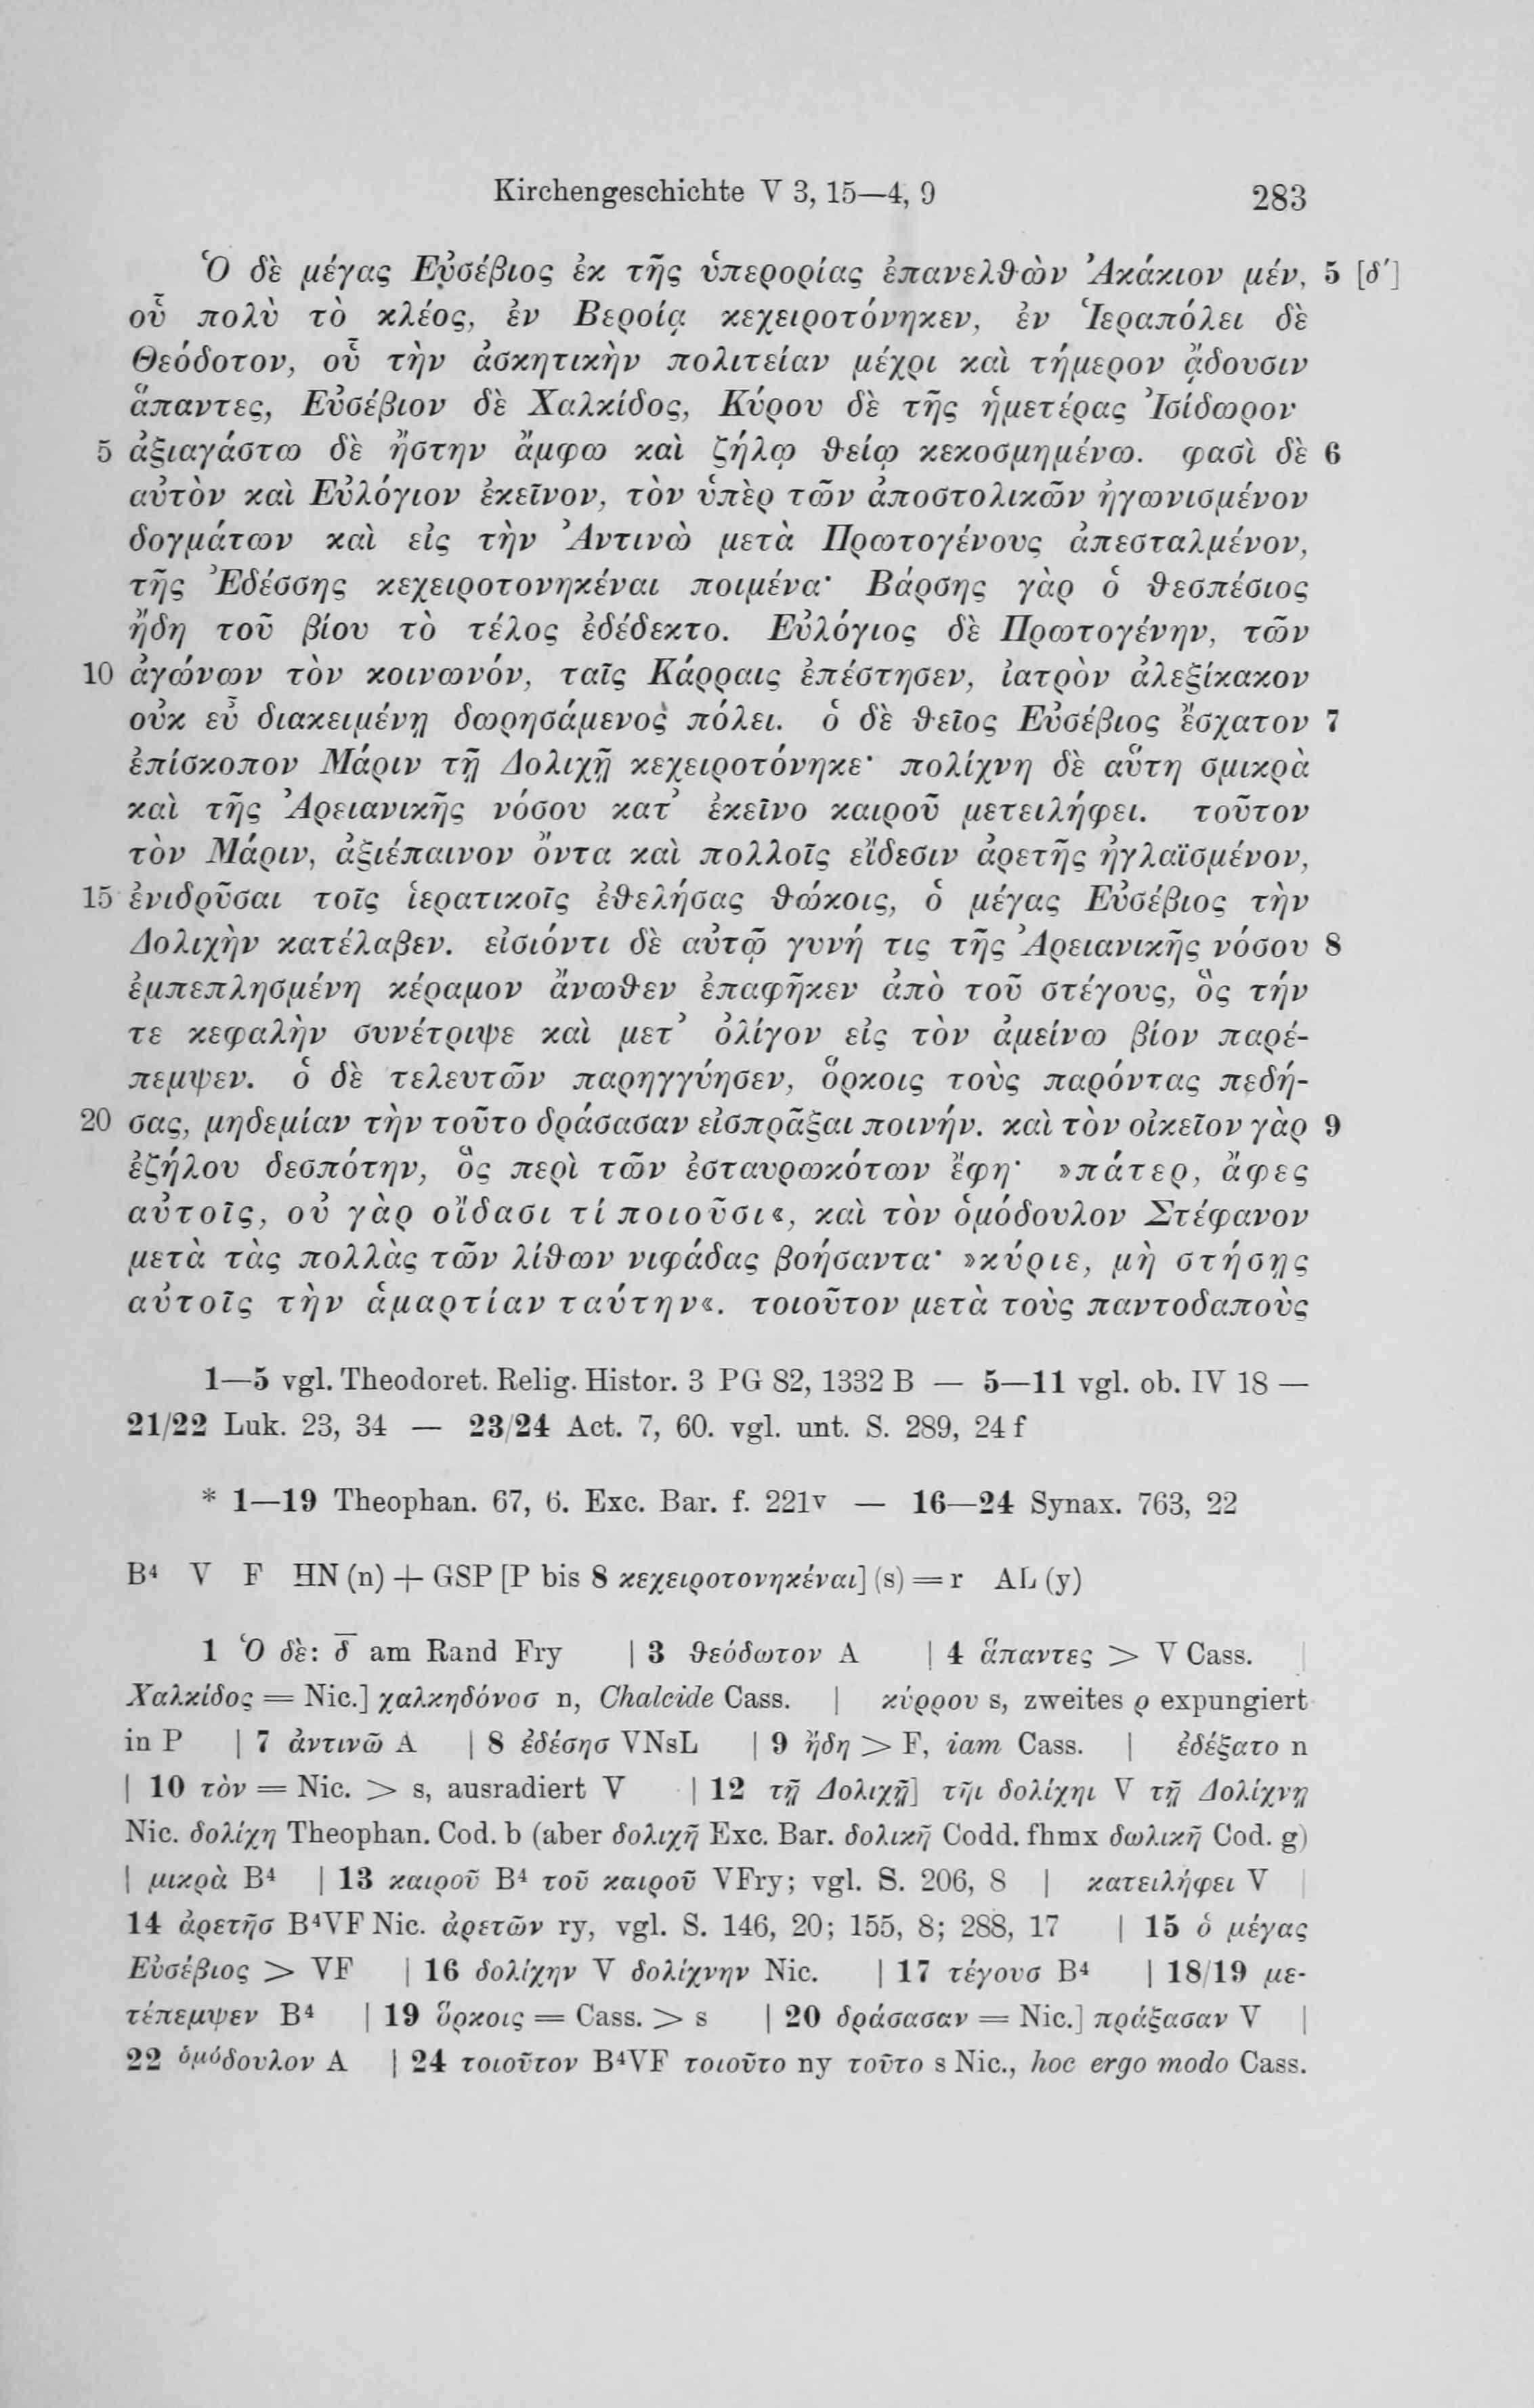 Kirchengeschichte V 3, 15—4, 9 283
Ὁ δὲ μέγας Εὐσέβιος ἐκ τῆς ὑπερορίας ἐπανελθὼν Ἀκάκιον μέν, 5 [δʹ]
οὗ πολὺ τὸ κλέος, ἐν Βεροίᾳ κεχειροτόνηκεν, ἐν Ἱεραπόλει δὲ
Θεόδοτον, οὗ τὴν ἀσκητικὴν πολιτείαν μέχρι καὶ τήμερον ᾄδουσιν
ἅπαντες, Εὐσέβιον δὲ Χαλκίδος, Κύρου δὲ τῆς ἡμετέρας Ἰσίδωρον·
5 ἀξιαγάστω δὲ ἤστην ἄμφω καὶ ζήλῳ θείῳ κεκοσμημένω. φασὶ δὲ 6
αὐτὸν καὶ Εὐλόγιον ἐκεῖνον, τὸν ὑπὲρ τῶν ἀποστολικῶν ἠγωνισμένον
δογμάτων καὶ εἰς τὴν Ἀντινὼ μετὰ Πρωτογένους ἀπεσταλμένον,
τῆς Ἐδέσσης κεχειροτονηκέναι ποιμένα· Βάρσης γὰρ ὁ θεσπέσιος
ἤδη τοῦ βίου τὸ τέλος ἐδέδεκτο. Εὐλόγιος δὲ Πρωτογένην, τῶν
10 ἀγώνων τὸν κοινωνόν, ταῖς Κάρραις ἐπέστησεν, ἰατρὸν ἀλεξίκακον
οὐκ εὖ διακειμένῃ δωρησάμενος πόλει. ὁ δὲ θεῖος Εὐσέβιος ἔσχατον 7
ἐπίσκοπον Μάριν τῇ Δολιχῇ κεχειροτόνηκε· πολίχνη δὲ αὕτη σμικρὰ
καὶ τῆς Ἀρειανικῆς νόσου κατ’ ἐκεῖνο καιροῦ μετειλήφει. τοῦτον
τὸν Μάριν, ἀξιέπαινον ὄντα καὶ πολλοῖς εἴδεσιν ἀρετῆς ἠγλαϊσμένον,
15 ἐνιδρῦσαι τοῖς ἱερατικοῖς ἐθελήσας θώκοις, ὁ μέγας Εὐσέβιος τὴν
Δολιχὴν κατέλαβεν. εἰσιόντι δὲ αὐτῷ γυνή τις τῆς Ἀρειανικῆς νόσου 8
ἐμπεπλησμένη κέραμον ἄνωθεν ἐπαφῆκεν ἀπὸ τοῦ στέγους, ὃς τήν
τε κεφαλὴν συνέτριψε καὶ μετ’ ὀλίγον εἰς τὸν ἀμείνω βίον παρέ-
πεμψεν. ὁ δὲ τελευτῶν παρηγγύησεν, ὅρκοις τοὺς παρόντας πεδή-
20 σας, μηδεμίαν τὴν τοῦτο δράσασαν εἰσπρᾶξαι ποινήν. καὶ τὸν οἰκεῖον γὰρ 9
ἐζήλου δεσπότην, ὃς περὶ τῶν ἐσταυρωκότων ἔφη· »πάτερ, ἄφες
αὐτοῖς, οὐ γὰρ οἴδασι τί ποιοῦσι«, καὶ τὸν ὁμόδουλον Στέφανον
μετὰ τὰς πολλὰς τῶν λίθων νιφάδας βοήσαντα· »κύριε, μὴ στήσῃς
αὐτοῖς τὴν ἁμαρτίαν ταύτην«. τοιοῦτον μετὰ τοὺς παντοδαποὺς
1—5 vgl. Theodoret. Relig. Histor. 3 PG 82, 1332 B — 5—11 vgl. ob. IV 18 —
21/22 Luk. 23, 34 — 23/24 Act. 7, 60. vgl. unt. S. 289, 24 f
* 1—19 Theophan. 67, 6. Exc. Bar. f. 221v — 16—24 Synax. 763, 22
B⁴ V F HN (n) + GSP [P bis 8 κεχειροτονηκέναι] (s) = r AL (y)
1 Ὁ δὲ: δ̅ am Rand Fry | 3 θεόδωτον A | 4 ἅπαντες > V Cass.
Χαλκίδος = Nic.] χαλκηδόνοσ n, Chalcide Cass. | κύρρου s, zweites ρ expungiert
in P | 7 ἀντινῶ A | 8 ἐδέσησ VNsL | 9 ἤδη > F, iam Cass. | ἐδέξατο n
| 10 τὸν = Nic. > s, ausradiert V | 12 τῇ Δολιχῇ] τῆι δολίχηι V τῇ Δολίχνῃ
Nic. δολίχη Theophan. Cod. b (aber δολιχῆ Exc. Bar. δολικῆ Codd. fhmx δωλικῆ Cod. g)
| μικρὰ B⁴ | 13 καιροῦ B⁴ τοῦ καιροῦ VFry; vgl. S. 206, 8 | κατειλήφει V |
14 ἀρετῆσ B⁴VF Nic. ἀρετῶν ry, vgl. S. 146, 20; 155, 8; 288, 17 | 15 ὁ μέγας
Εὐσέβιος > VF | 16 δολίχην V δολίχνην Nic. | 17 τέγουσ B⁴ | 18/19 με-
τέπεμψεν B⁴ | 19 ὅρκοις = Cass. > s | 20 δράσασαν = Nic.] πράξασαν V |
22 ὁμόδουλον A | 24 τοιοῦτον B⁴VF τοιοῦτο ny τοῦτο s Nic., hoc ergo modo Cass.